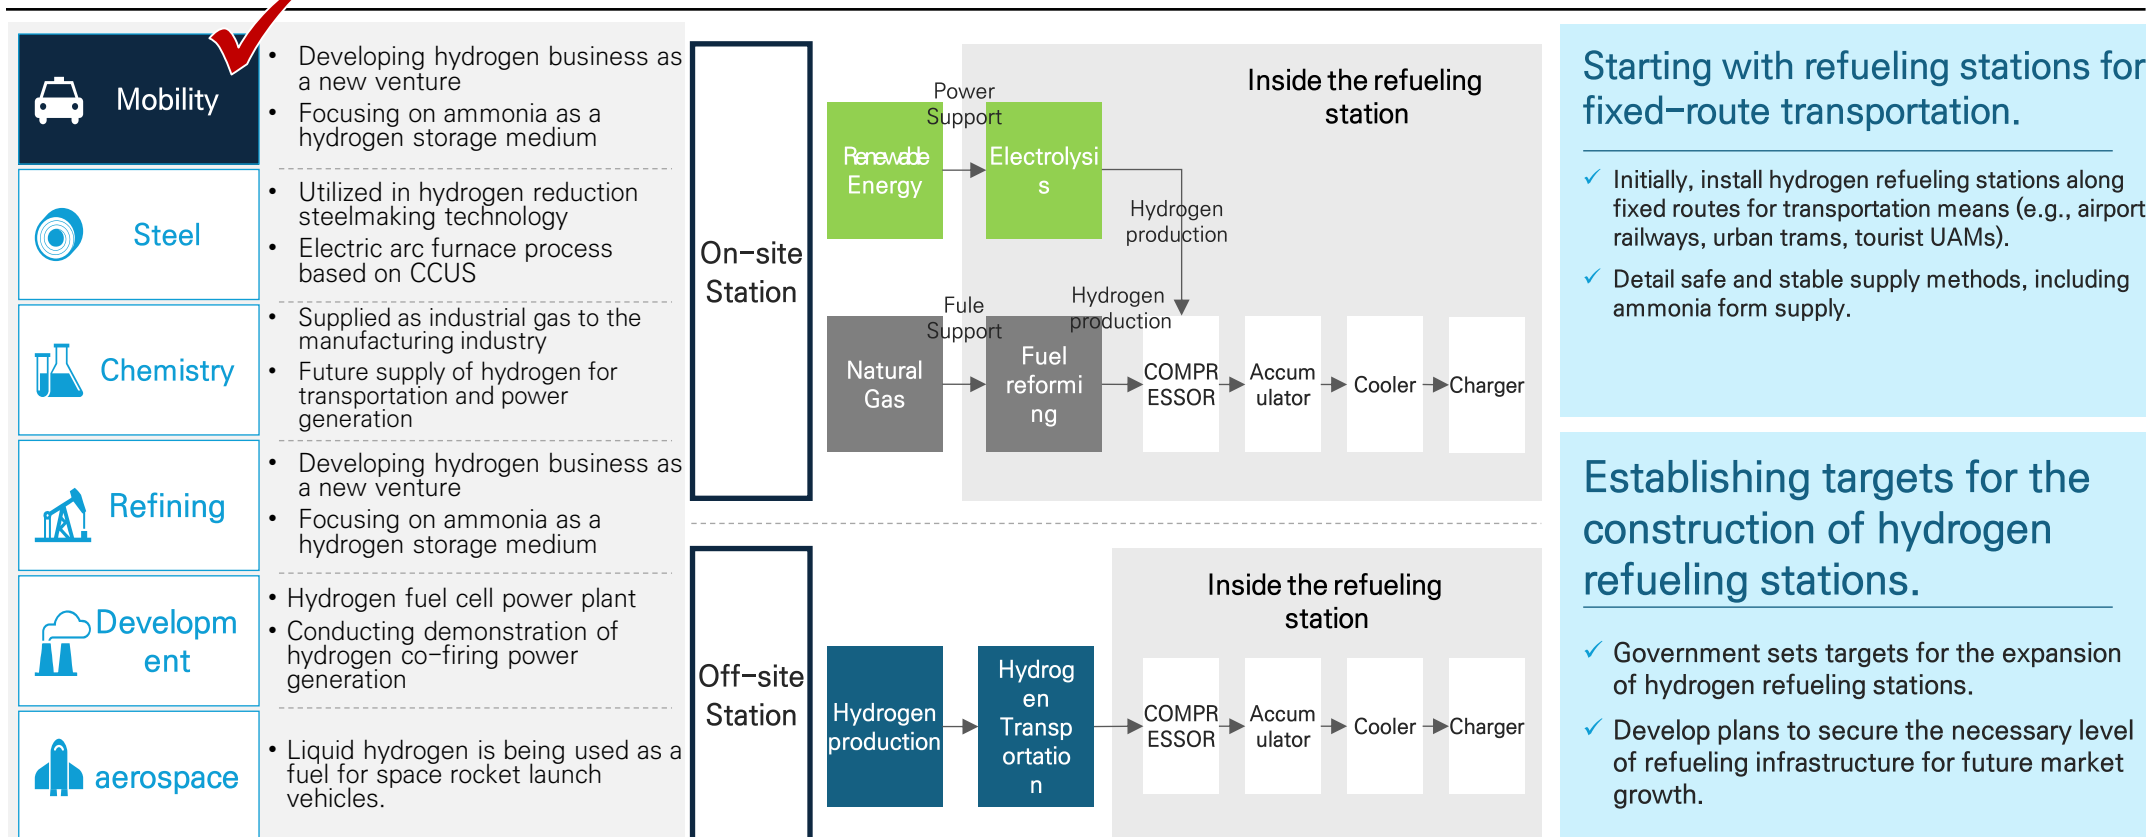 Mobility
• Developing hydrogen business as
a new venture
• Focusing on ammonia as a
hydrogen storage medium
Steel
• Utilized in hydrogen reduction
steelmaking technology
• Electric arc furnace process
based on CCUS
Chemistry
• Supplied as industrial gas to the
manufacturing industry
• Future supply of hydrogen for
transportation and power
generation
Refining
• Developing hydrogen business as
a new venture
• Focusing on ammonia as a
hydrogen storage medium
Developm
ent
• Hydrogen fuel cell power plant
• Conducting demonstration of
hydrogen co-firing power
generation
aerospace
• Liquid hydrogen is being used as a
fuel for space rocket launch
vehicles.
On-site
Station
Inside the refueling
station
Renewable
Energy
Power
Support
Electrolysi
s
Hydrogen
production
Natural
Gas
Fule
Support
Fuel
reformi
ng
Hydrogen
production
COMPR
ESSOR
Accum
ulator
Cooler
Charger
Off-site
Station
Inside the refueling
station
Hydrogen
production
Hydrog
en
Transp
ortatio
n
COMPR
ESSOR
Accum
ulator
Cooler
Charger
Starting with refueling stations for
fixed-route transportation.
✓ Initially, install hydrogen refueling stations along
fixed routes for transportation means (e.g., airport
railways, urban trams, tourist UAMs).
✓ Detail safe and stable supply methods, including
ammonia form supply.
Establishing targets for the
construction of hydrogen
refueling stations.
✓ Government sets targets for the expansion
of hydrogen refueling stations.
✓ Develop plans to secure the necessary level
of refueling infrastructure for future market
growth.